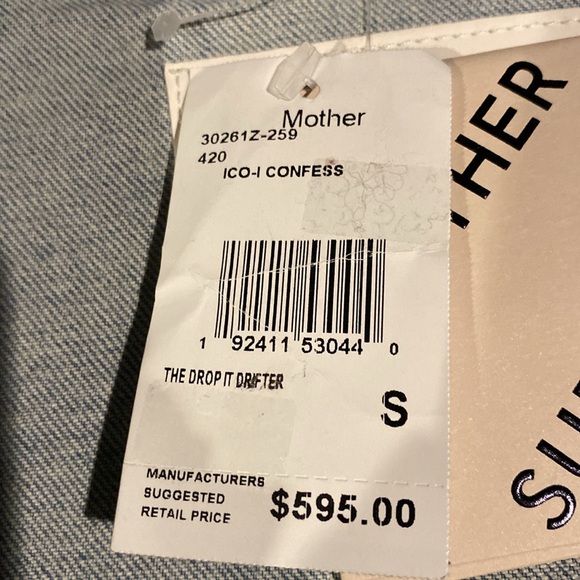 Mother
30261Z-259
420
ICO-I CONFESS
1 92411 53044 0
THE DROP IT DRIFTER
S
MANUFACTURERS
SUGGESTED
RETAIL PRICE
$595.00
THER